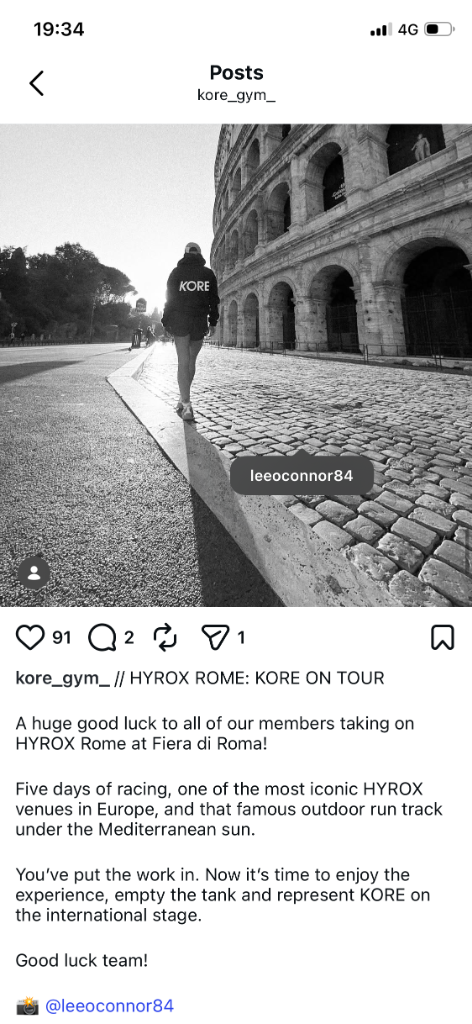 19:34
4G
Posts
kore_gym_
KORE
leeoconnor84
91
2
1
kore_gym_ // HYROX ROME: KORE ON TOUR
A huge good luck to all of our members taking on
HYROX Rome at Fiera di Roma!
Five days of racing, one of the most iconic HYROX
venues in Europe, and that famous outdoor run track
under the Mediterranean sun.
You’ve put the work in. Now it’s time to enjoy the
experience, empty the tank and represent KORE on
the international stage.
Good luck team!
📸 @leeoconnor84